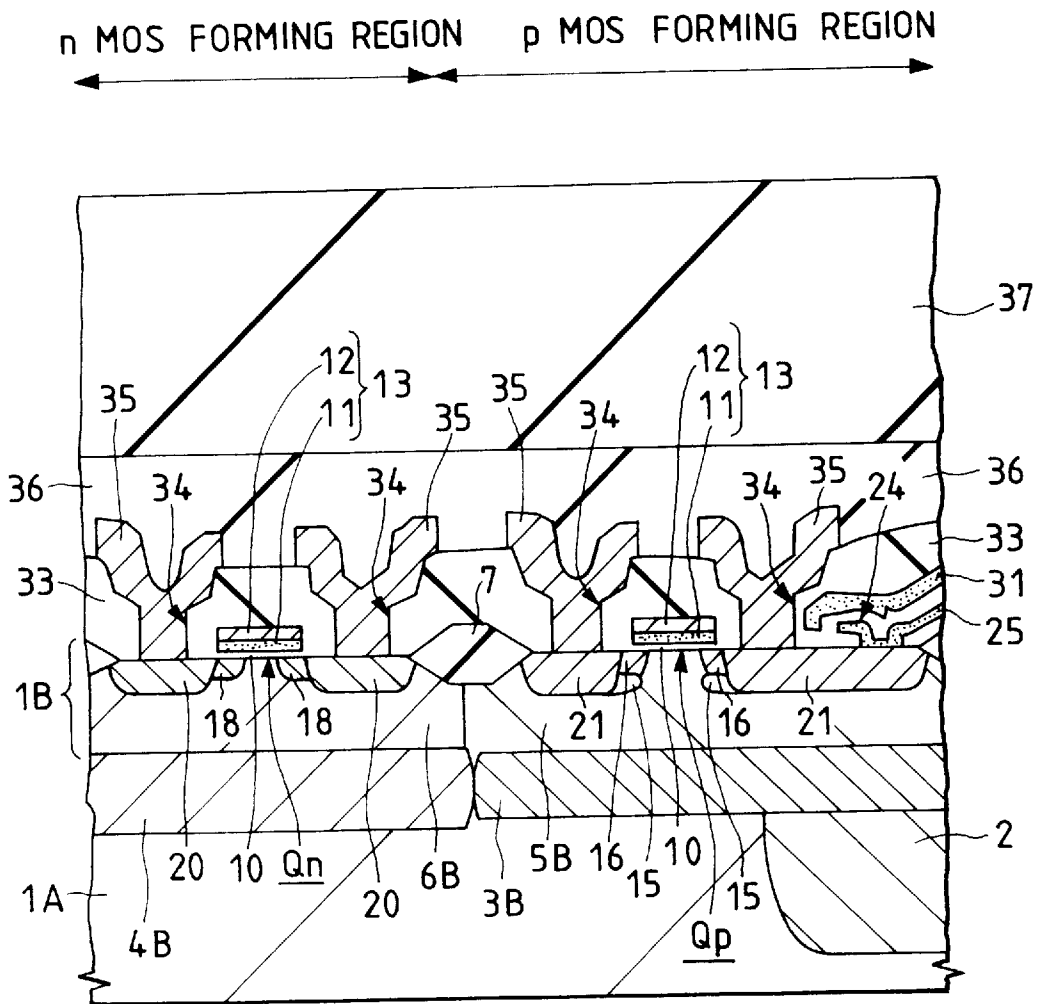 n MOS FORMING REGION p MOS FORMING REGION
37
12 13 12 13
35 11 35 35 11
34 34 34 34 35 24 36
36
33 7 33
31
25
1B
18 18 21 16 21
20 10 Qn 20 6B 5B 16 15 10 15 2
1A 4B 3B Qp